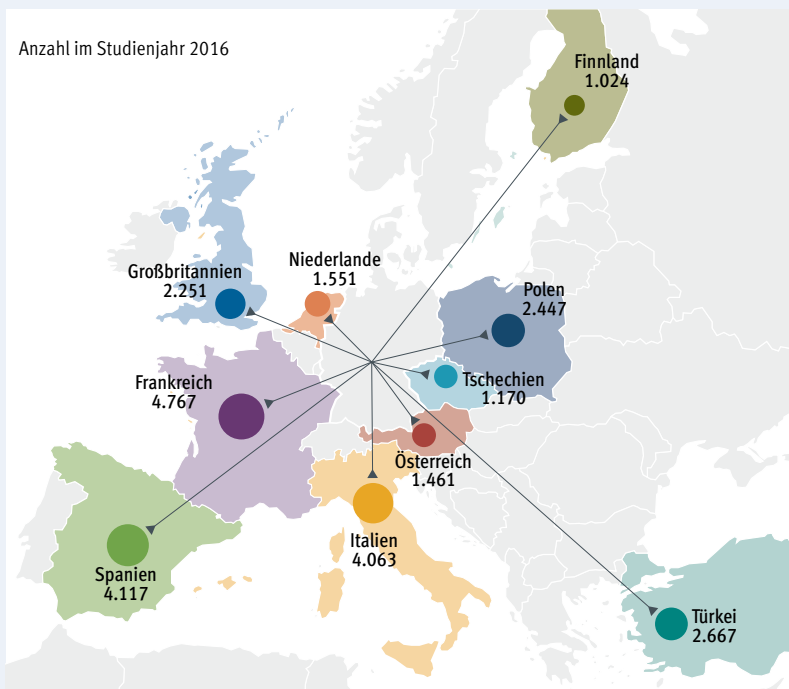 Anzahl im Studienjahr 2016
Finnland
1.024
Niederlande
1.551
Großbritannien
2.251
Polen
2.447
Frankreich
4.767
Tschechien
1.170
Österreich
1.461
Italien
4.063
Spanien
4.117
Türkei
2.667